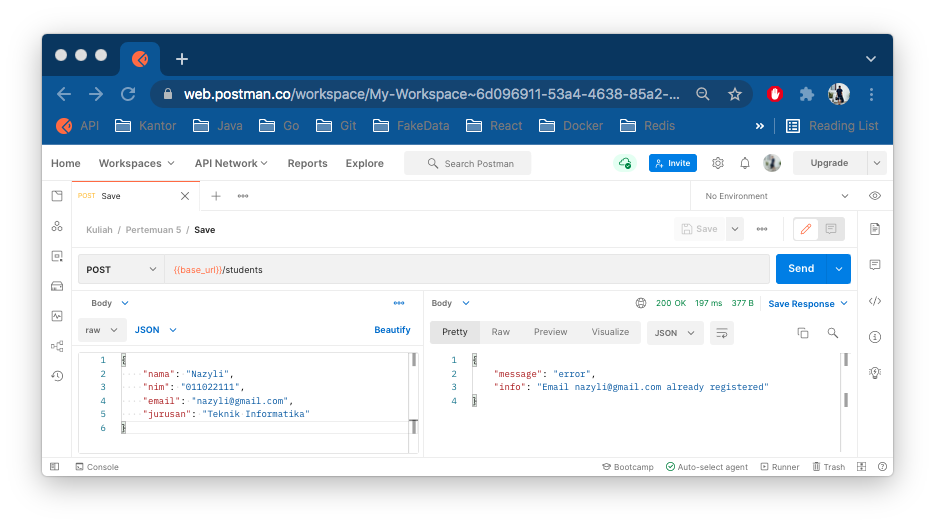 web.postman.co/workspace/My-Workspace~6d096911-53a4-4638-85a2-...
API Kantor Java Go Git FakeData React Docker Redis » Reading List
Home Workspaces API Network Reports Explore Search Postman Invite Upgrade
POST Save No Environment
Kuliah / Pertemuan 5 / Save Save
POST {{base_url}}/students Send
Body Body 200 OK 197 ms 377 B Save Response
raw JSON Beautify Pretty Raw Preview Visualize JSON
1 {
2 "nama": "Nazyli",
3 "nim": "011022111",
4 "email": "nazyli@gmail.com",
5 "jurusan": "Teknik Informatika"
6 }
1 {
2 "message": "error",
3 "info": "Email nazyli@gmail.com already registered"
4 }
Console Bootcamp Auto-select agent Runner Trash